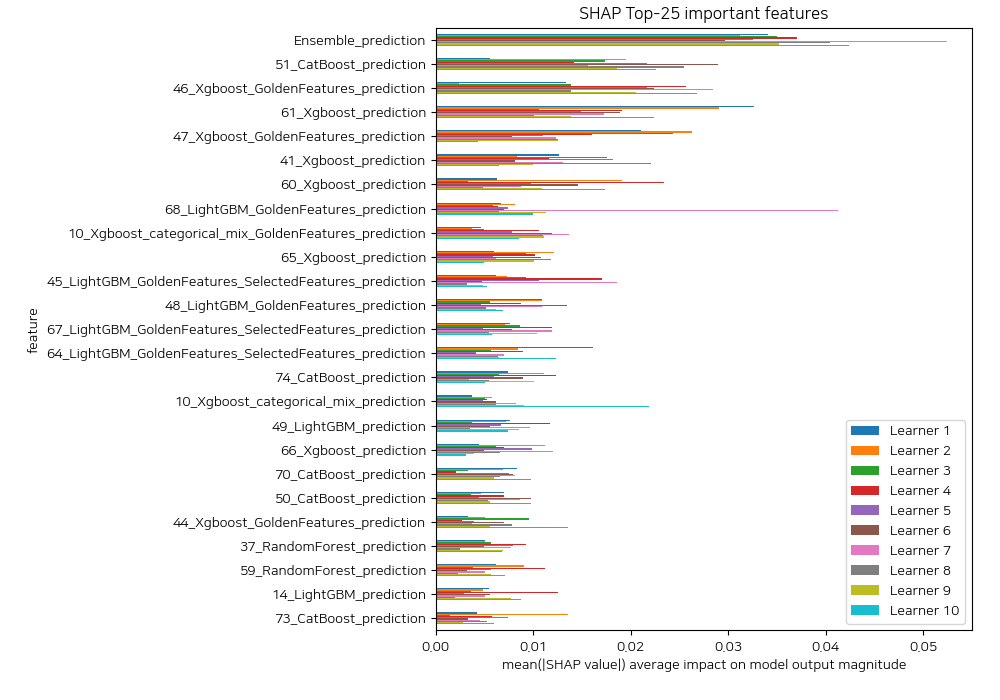 SHAP Top-25 important features
Ensemble_prediction
51_CatBoost_prediction
46_Xgboost_GoldenFeatures_prediction
61_Xgboost_prediction
47_Xgboost_GoldenFeatures_prediction
41_Xgboost_prediction
60_Xgboost_prediction
68_LightGBM_GoldenFeatures_prediction
10_Xgboost_categorical_mix_GoldenFeatures_prediction
65_Xgboost_prediction
45_LightGBM_GoldenFeatures_SelectedFeatures_prediction
48_LightGBM_GoldenFeatures_prediction
67_LightGBM_GoldenFeatures_SelectedFeatures_prediction
64_LightGBM_GoldenFeatures_SelectedFeatures_prediction
74_CatBoost_prediction
10_Xgboost_categorical_mix_prediction
49_LightGBM_prediction
66_Xgboost_prediction
70_CatBoost_prediction
50_CatBoost_prediction
44_Xgboost_GoldenFeatures_prediction
37_RandomForest_prediction
59_RandomForest_prediction
14_LightGBM_prediction
73_CatBoost_prediction
feature
Learner 1
Learner 2
Learner 3
Learner 4
Learner 5
Learner 6
Learner 7
Learner 8
Learner 9
Learner 10
0.00 0.01 0.02 0.03 0.04 0.05
mean(|SHAP value|) average impact on model output magnitude